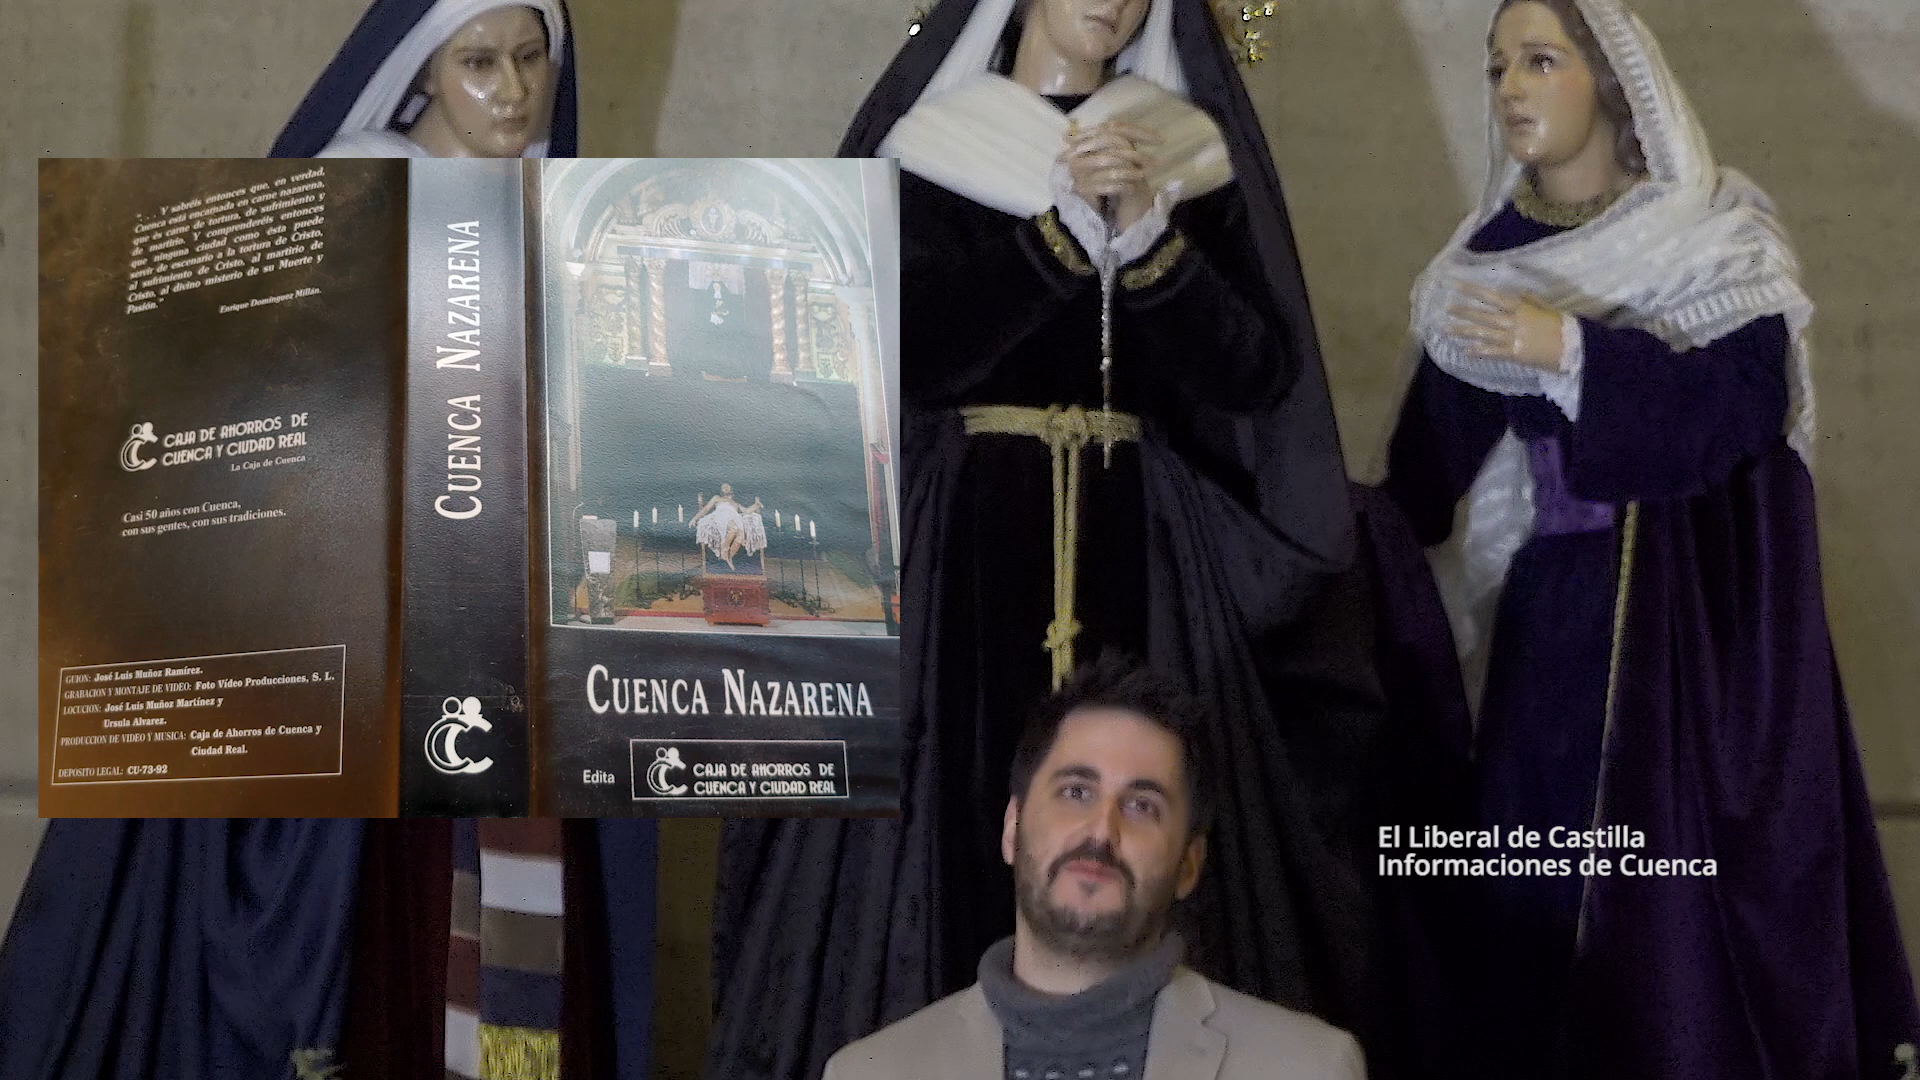 ". . . Y sabréis entonces que, en verdad,
Cuenca está encarnada en carne nazarena,
que es carne de tortura, de sufrimiento y
de martirio. Y comprenderéis entonces
que ninguna ciudad como ésta puede
servir de escenario a la tortura de Cristo,
al sufrimiento de Cristo, al martirio de
Cristo, al divino misterio de su Muerte y
Pasión."
Enrique Domínguez Millán.
CAJA DE AHORROS DE
CUENCA Y CIUDAD REAL
La Caja de Cuenca
Casi 50 años con Cuenca,
con sus gentes, con sus tradiciones.
GUION: José Luis Muñoz Ramírez.
GRABACION Y MONTAJE DE VIDEO: Foto Vídeo Producciones, S. L.
LOCUCION: José Luis Muñoz Martínez y
Ursula Alvarez.
PRODUCCION DE VIDEO Y MUSICA: Caja de Ahorros de Cuenca y
Ciudad Real.
DEPOSITO LEGAL: CU-73-92
CUENCA NAZARENA
CUENCA NAZARENA
Edita
CAJA DE AHORROS DE
CUENCA Y CIUDAD REAL
El Liberal de Castilla
Informaciones de Cuenca